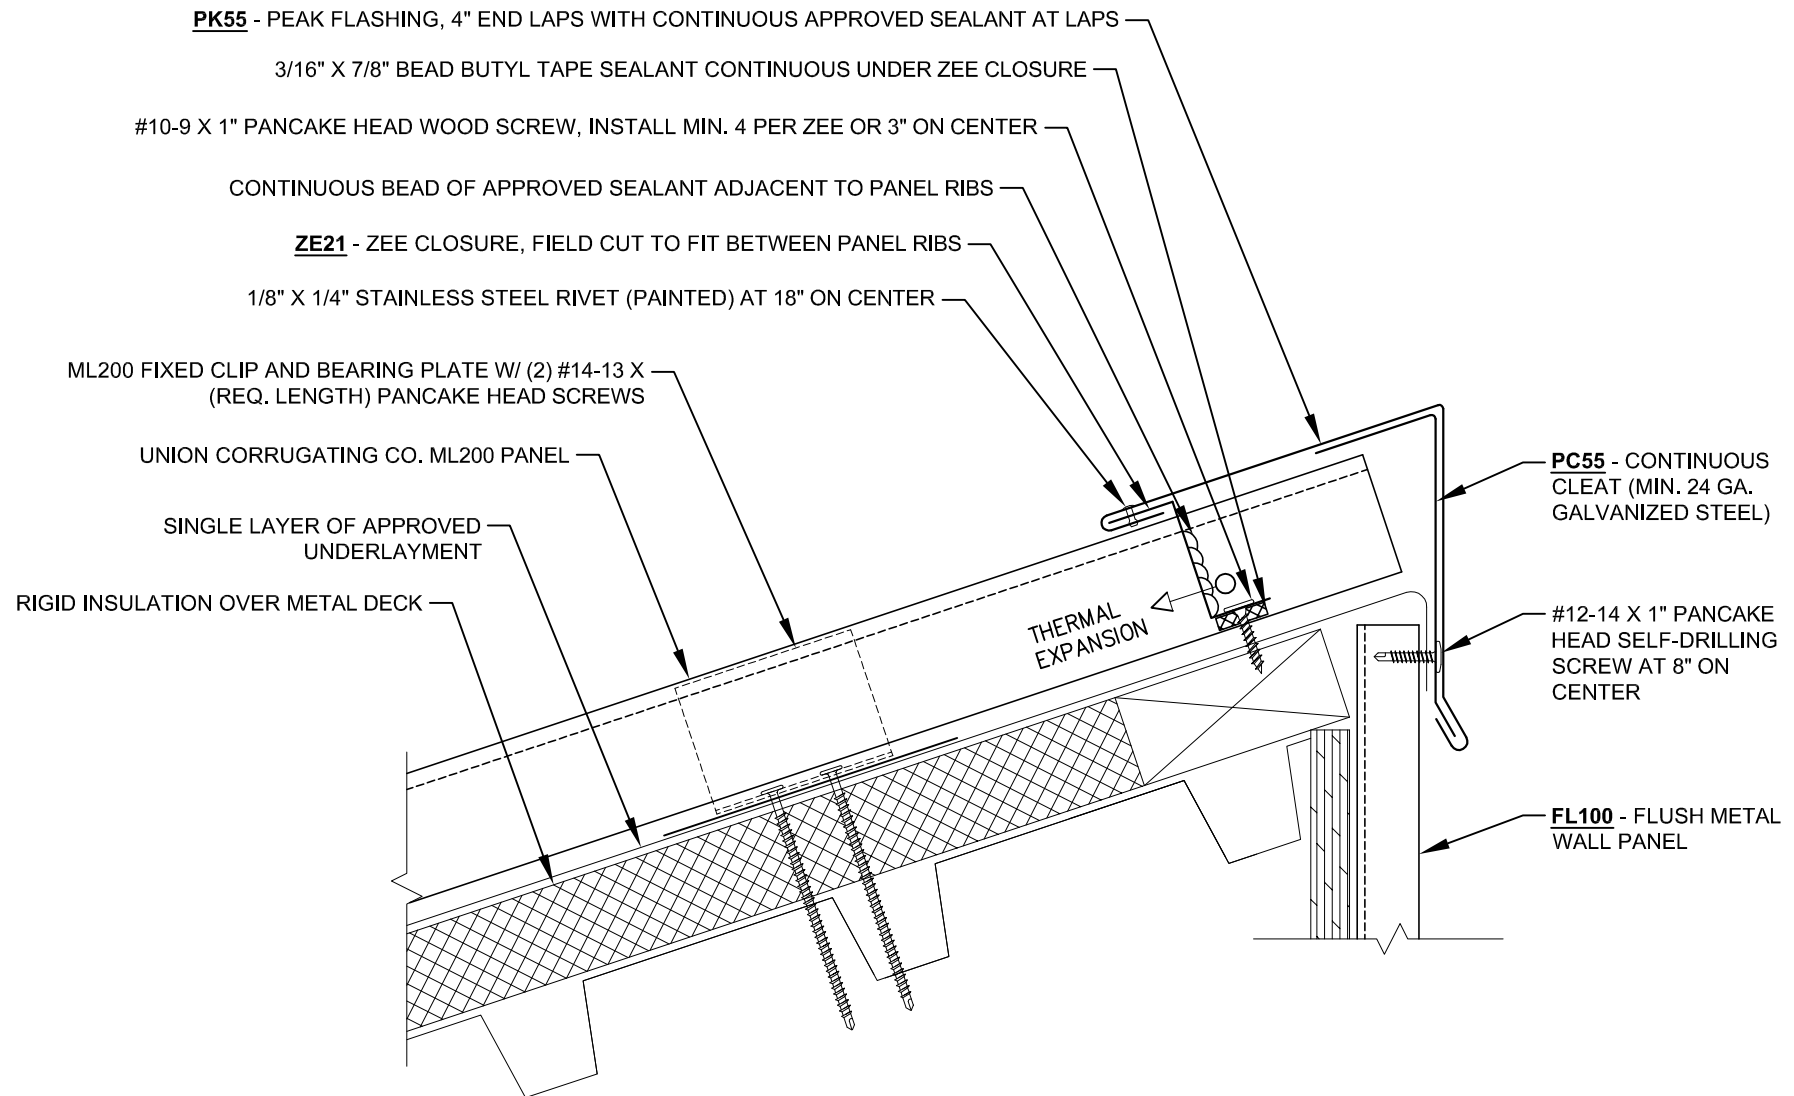 PK55 - PEAK FLASHING, 4" END LAPS WITH CONTINUOUS APPROVED SEALANT AT LAPS
3/16" X 7/8" BEAD BUTYL TAPE SEALANT CONTINUOUS UNDER ZEE CLOSURE
#10-9 X 1" PANCAKE HEAD WOOD SCREW, INSTALL MIN. 4 PER ZEE OR 3" ON CENTER
CONTINUOUS BEAD OF APPROVED SEALANT ADJACENT TO PANEL RIBS
ZE21 - ZEE CLOSURE, FIELD CUT TO FIT BETWEEN PANEL RIBS
1/8" X 1/4" STAINLESS STEEL RIVET (PAINTED) AT 18" ON CENTER
ML200 FIXED CLIP AND BEARING PLATE W/ (2) #14-13 X
(REQ. LENGTH) PANCAKE HEAD SCREWS
UNION CORRUGATING CO. ML200 PANEL
SINGLE LAYER OF APPROVED
UNDERLAYMENT
RIGID INSULATION OVER METAL DECK
THERMAL
EXPANSION
PC55 - CONTINUOUS
CLEAT (MIN. 24 GA.
GALVANIZED STEEL)
#12-14 X 1" PANCAKE
HEAD SELF-DRILLING
SCREW AT 8" ON
CENTER
FL100 - FLUSH METAL
WALL PANEL